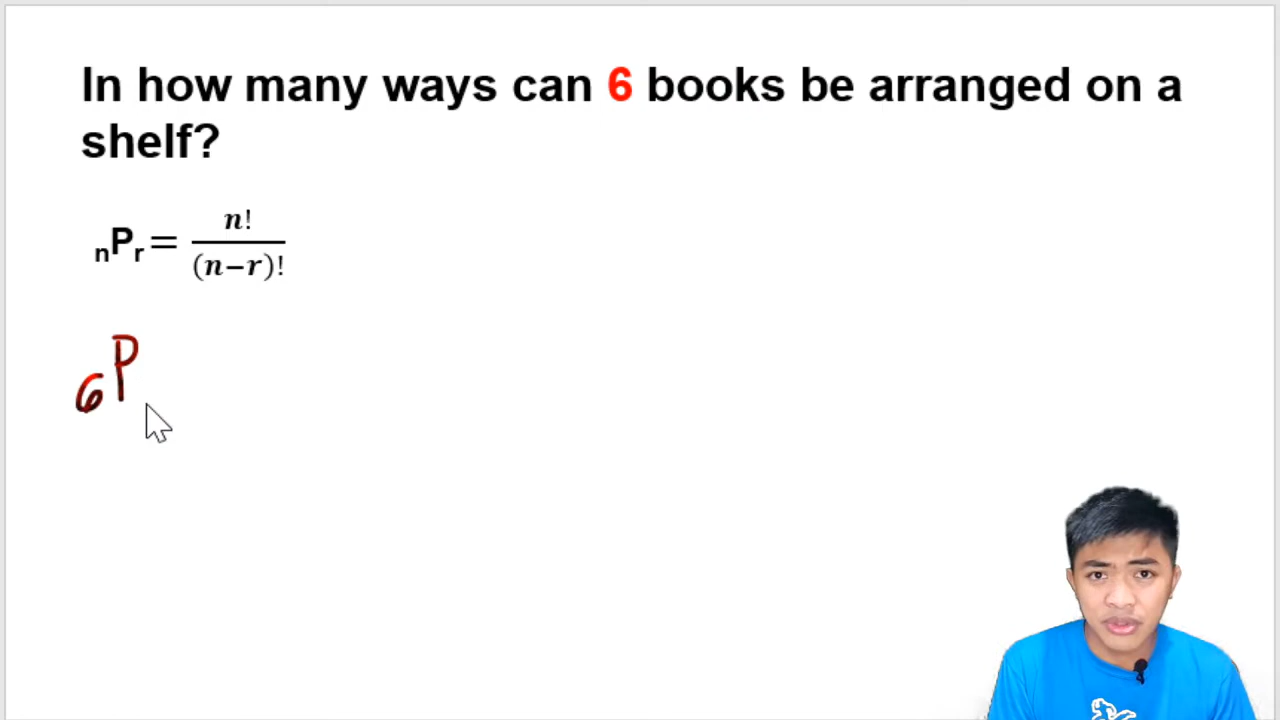 In how many ways can 6 books be arranged on a
shelf?
nPr = n! / (n−r)!
6P